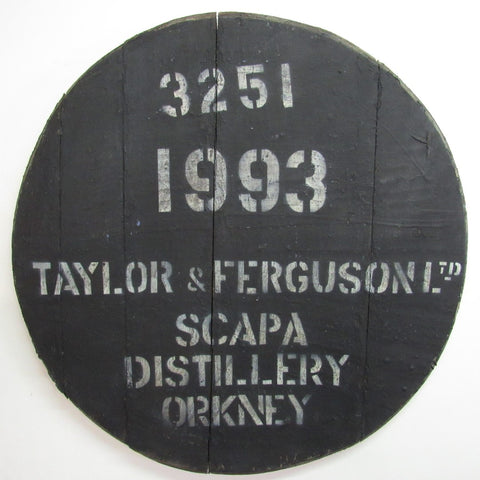 3251
1993
TAYLOR & FERGUSON LTD
SCAPA
DISTILLERY
ORKNEY